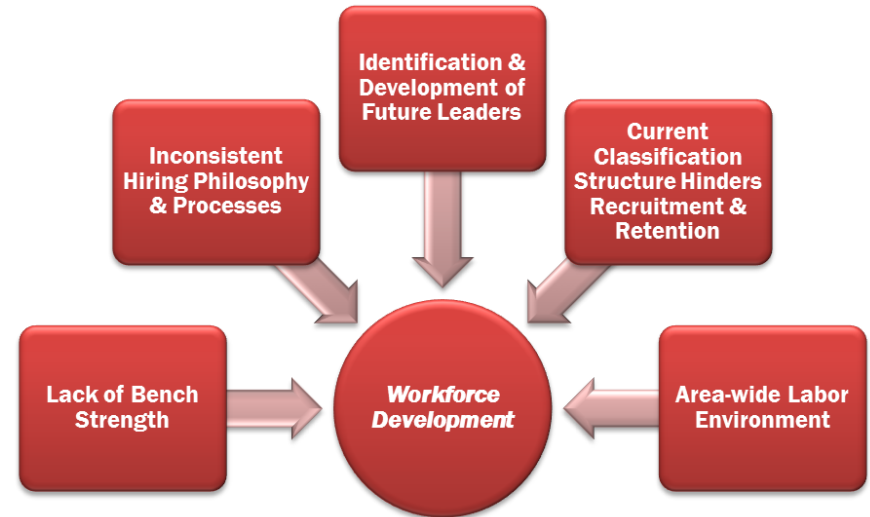 Identification &
Development of
Future Leaders
Inconsistent
Hiring Philosophy
& Processes
Current
Classification
Structure Hinders
Recruitment &
Retention
Lack of Bench
Strength
Workforce
Development
Area-wide Labor
Environment